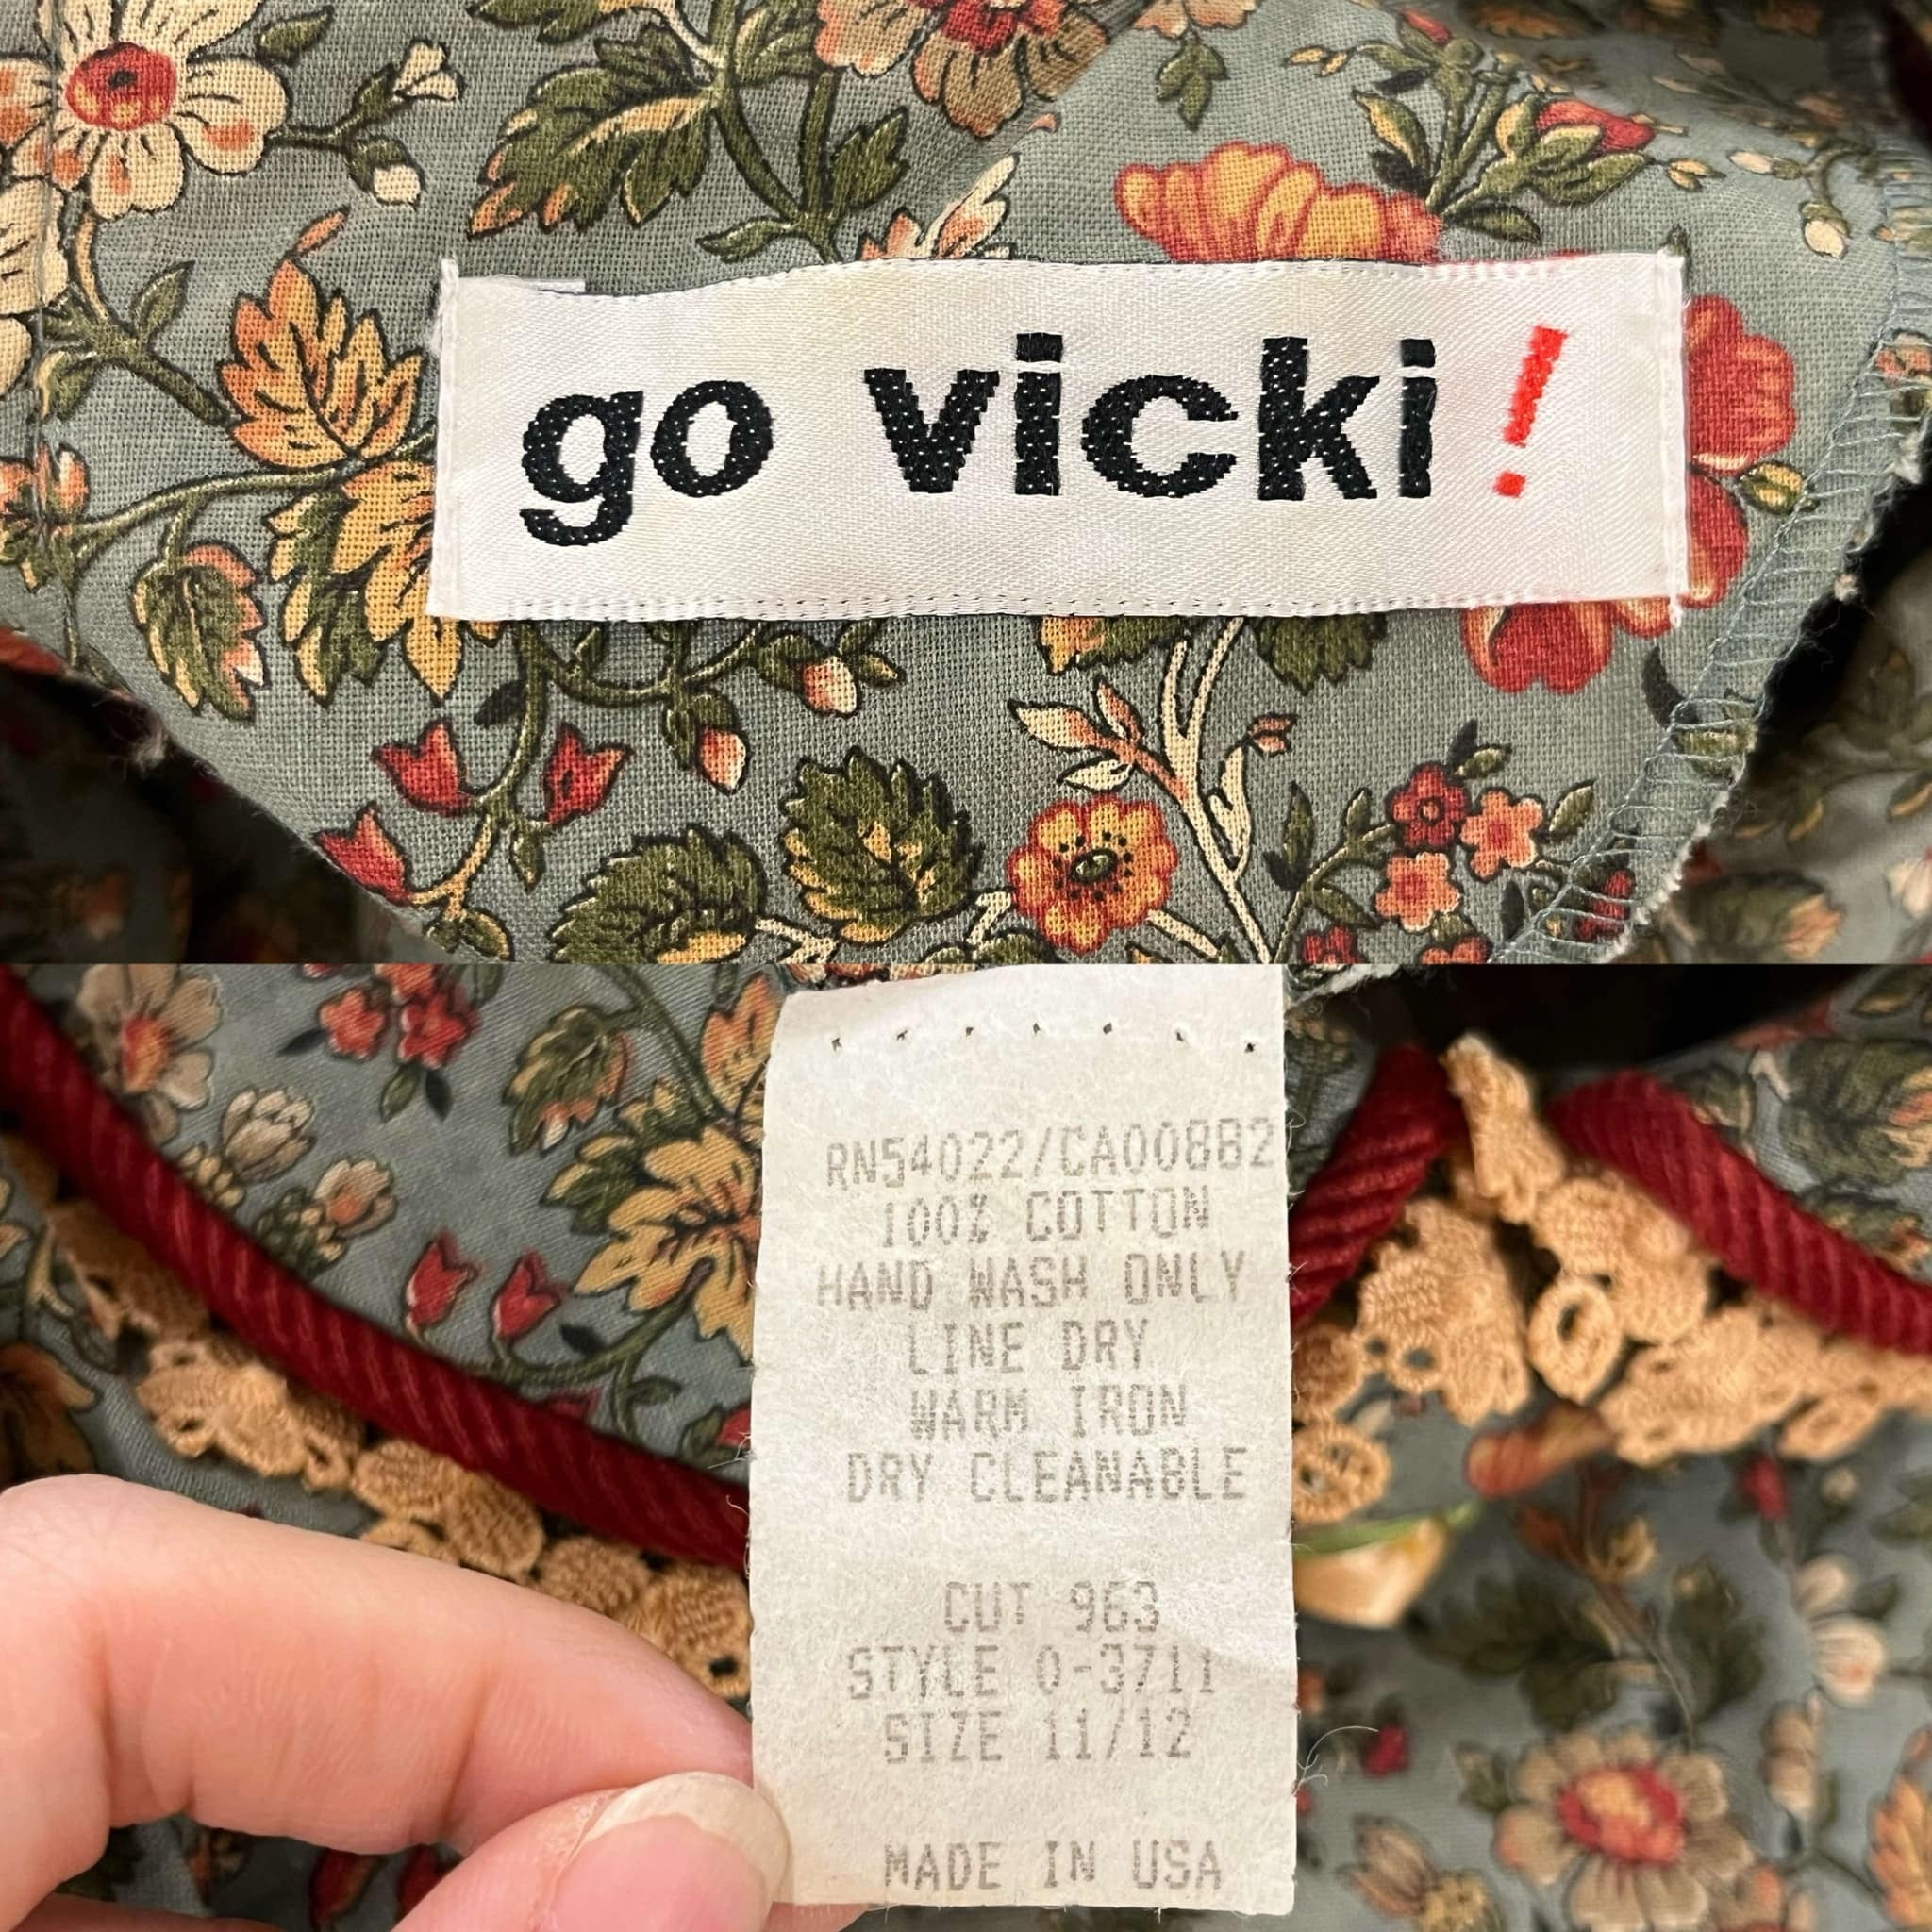 go vicki!
RN54022/CA00882
100% COTTON
HAND WASH ONLY
LINE DRY
WARM IRON
DRY CLEANABLE
CUT 963
STYLE 0-3711
SIZE 11/12
MADE IN USA